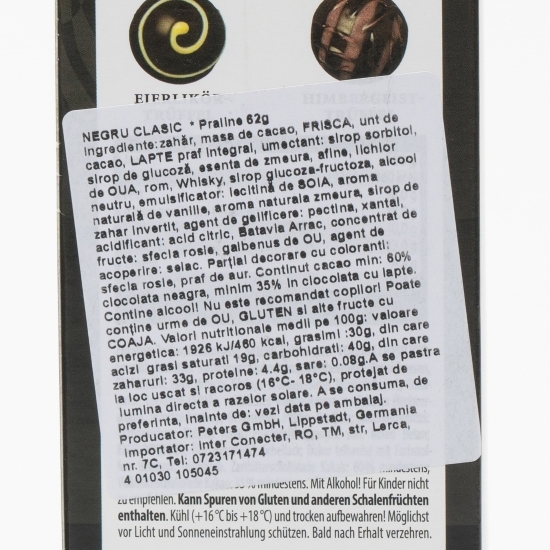 EIERLIKÖR-
HIMBEERGEIST-
NEGRU CLASIC * Praline 62g
Ingrediente:zahăr, masa de cacao, FRISCA, unt de
cacao, LAPTE praf integral, umectant: sirop sorbitol,
sirop de glucoză, esenta de zmeura, afine, lichior
de OUA, rom, Whisky, sirop glucoza-fructoza, alcool
neutru, emulsificator: lecitină de SOIA, aroma
naturală de vanilie, aroma naturala zmeura, sirop de
zahar invertit, agent de gelificere: pectina, xantal,
acidifiant: acid citric, Batavia Arrac, concentrat de
fructe: sfecla rosie, galbenus de OU, agent de
acoperire: selac. Parțial decorare cu coloranti:
sfecla rosie, praf de aur. Continut cacao min: 60%
ciocolata neagra, minim 35% in ciocolata cu lapte.
Contine alcool! Nu este recomandat copiilor! Poate
conține urme de OU, GLUTEN si alte fructe cu
COAJA. Valori nutritionale medii pe 100g: valoare
energetica: 1926 kJ/460 kcal, grasimi :30g, din care
acizi grasi saturati 19g, carbohidrati: 40g, din care
zaharuri: 33g, proteine: 4.4g, sare: 0.08g.A se pastra
la loc uscat si racoros (16°C- 18°C), protejat de
lumina directa a razelor solare. A se consuma, de
preferinta, inainte de: vezi data pe ambalaj.
Producator: Peters GmbH, Lippstadt, Germania
Importator: Inter Conecter, RO, TM, str, Lerca,
nr. 7C, Tel: 0723171474
4 01030 105045
mindestens,
% mindestens. Mit Alkohol! Für Kinder nicht
zu empfehlen. Kann Spuren von Gluten und anderen Schalenfrüchten
enthalten. Kühl (+16°C bis +18°C) und trocken aufbewahren! Möglichst
vor Licht und Sonneneinstrahlung schützen. Bald nach Erhalt verzehren.